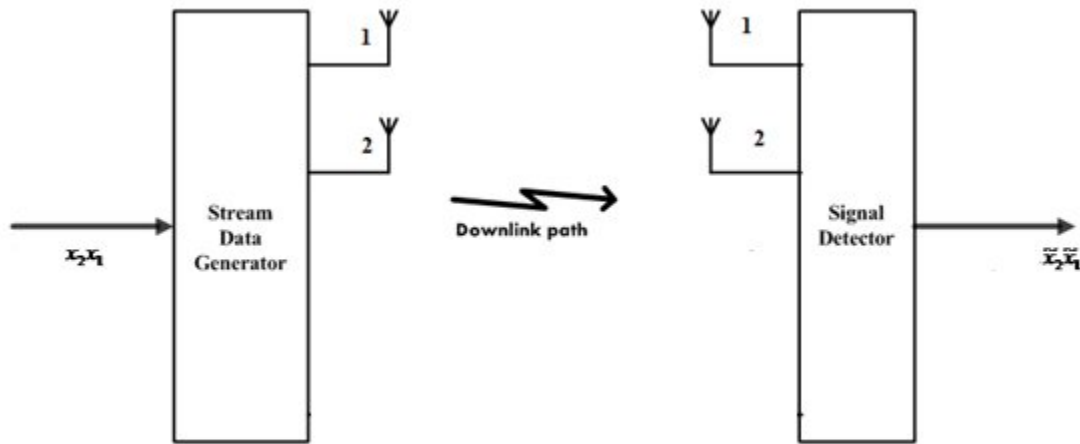 1
2
1
2
Stream
Data
Generator
Downlink path
Signal
Detector
x₂x₁
x̃₂x̃₁